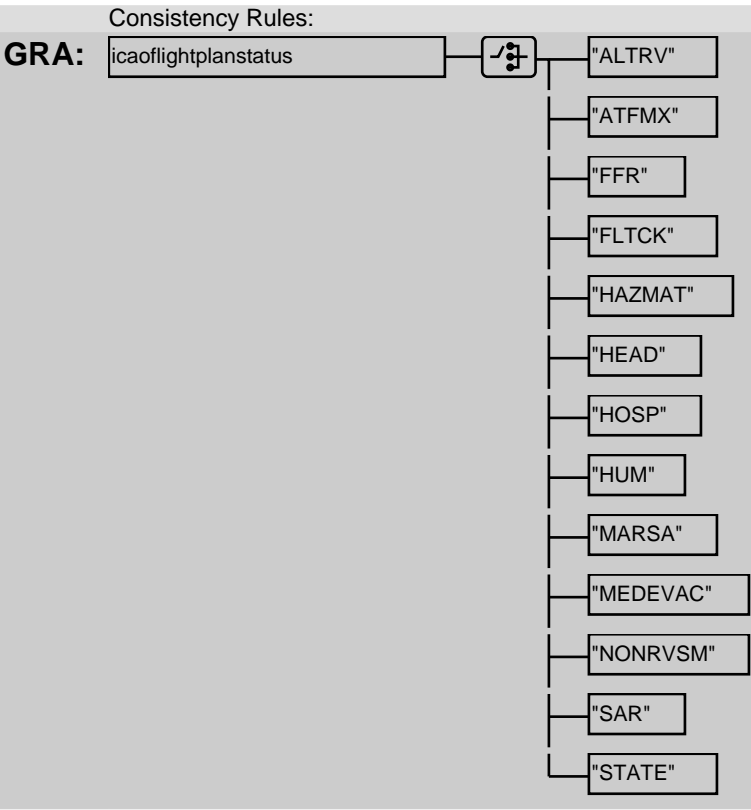 Consistency Rules:
GRA: icaoflightplanstatus "ALTRV"
"ATFMX"
"FFR"
"FLTCK"
"HAZMAT"
"HEAD"
"HOSP"
"HUM"
"MARSA"
"MEDEVAC"
"NONRVSM"
"SAR"
"STATE"